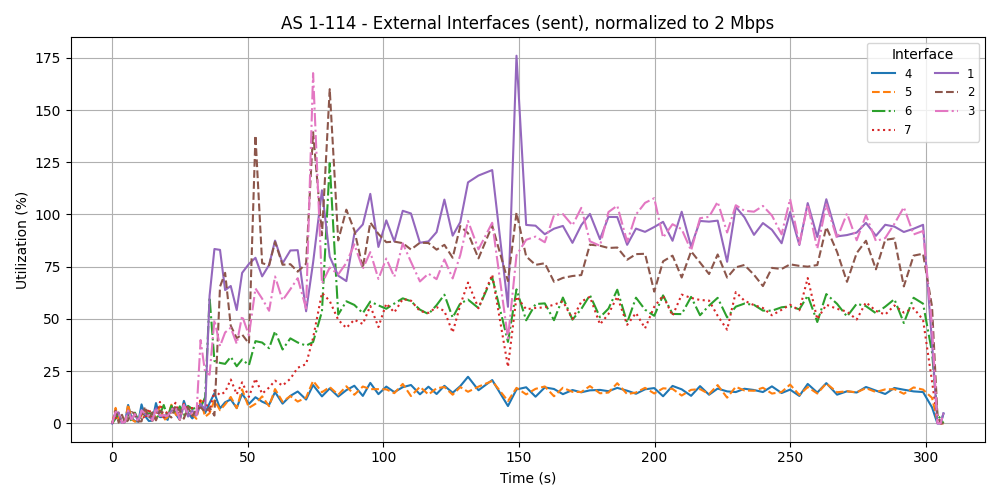 AS 1-114 - External Interfaces (sent), normalized to 2 Mbps
Utilization (%)
175
150
125
100
75
50
25
0
0 50 100 150 200 250 300
Time (s)
Interface
4 1
5 2
6 3
7